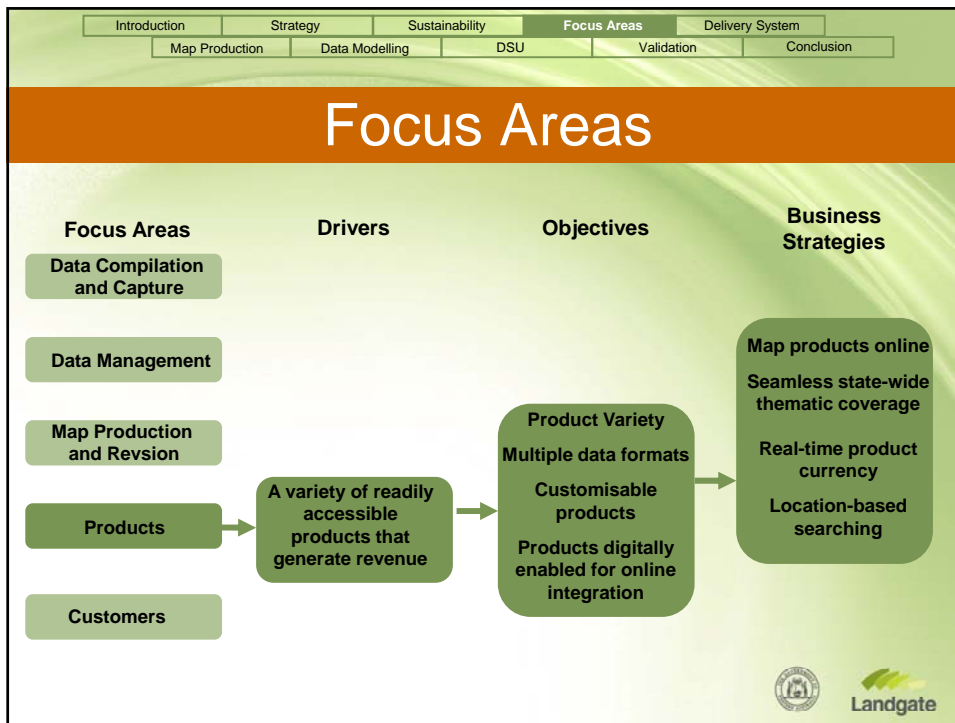 Introduction
Strategy
Sustainability
Focus Areas
Delivery System
Map Production
Data Modelling
DSU
Validation
Conclusion
Focus Areas
Focus Areas
Drivers
Objectives
Business
Strategies
Data Compilation
and Capture
Data Management
Map Production
and Revsion
Products
Customers
A variety of readily
accessible
products that
generate revenue
Product Variety
Multiple data formats
Customisable
products
Products digitally
enabled for online
integration
Map products online
Seamless state-wide
thematic coverage
Real-time product
currency
Location-based
searching
Landgate